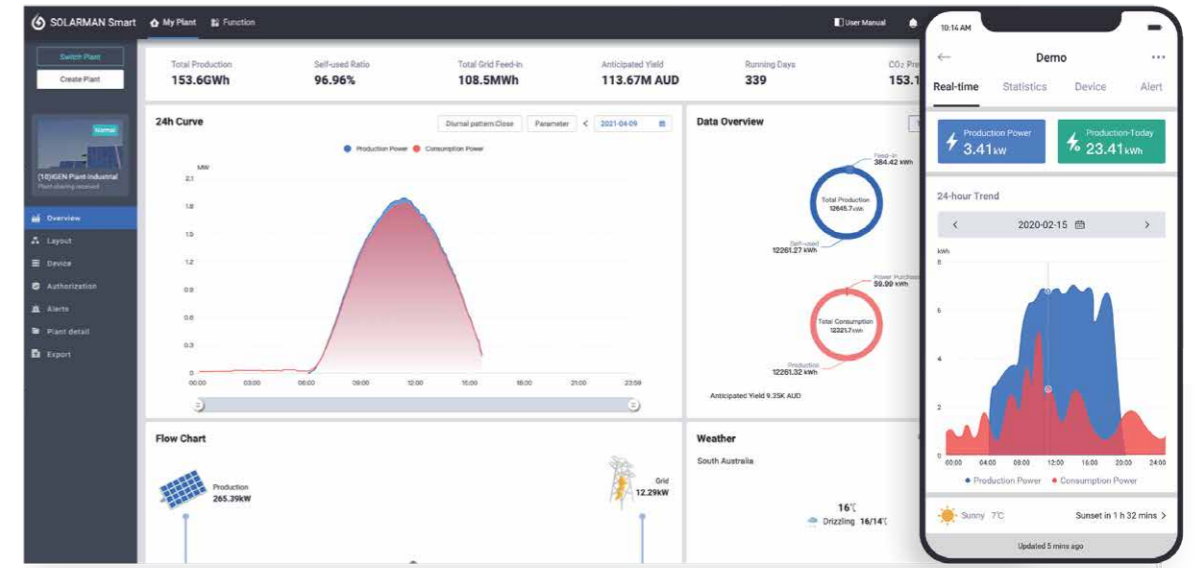 SOLARMAN Smart
My Plant
Function
User Manual
Switch Plant
Create Plant
Normal
(10)IGEN Plant-Industrial
Plant sharing received
Overview
Layout
Device
Authorization
Alerts
Plant detail
Export
Total Production
153.6GWh
Self-used Ratio
96.96%
Total Grid Feed-in
108.5MWh
Anticipated Yield
113.67M AUD
Running Days
339
CO₂ Pre
153.1
24h Curve
Diurnal pattern:Close
Parameter
< 2021-04-09
Production Power
Consumption Power
MW
2.1
1.8
1.5
1.2
0.9
0.6
0.3
0
00:00 03:00 06:00 09:00 12:00 15:00 18:00 21:00 23:59
Data Overview
Feed-in
384.42 kWh
Total Production
12645.7 kWh
Self-used
12261.27 kWh
Power Purchase
59.99 kWh
Total Consumption
12321.7 kWh
Production
12261.32 kWh
Anticipated Yield 9.35K AUD
Flow Chart
Production
265.39kW
Grid
12.29kW
Weather
South Australia
16℃
Drizzling 16/14℃
10:14 AM
Demo
Real-time
Statistics
Device
Alert
Production Power
3.41kW
Production-Today
23.41kWh
24-hour Trend
< 2020-02-15 >
kWh
8
6
4
2
0
00:00 04:00 08:00 12:00 16:00 20:00 24:00
Production Power
Consumption Power
Sunny 7℃
Sunset in 1 h 32 mins >
Updated 5 mins ago